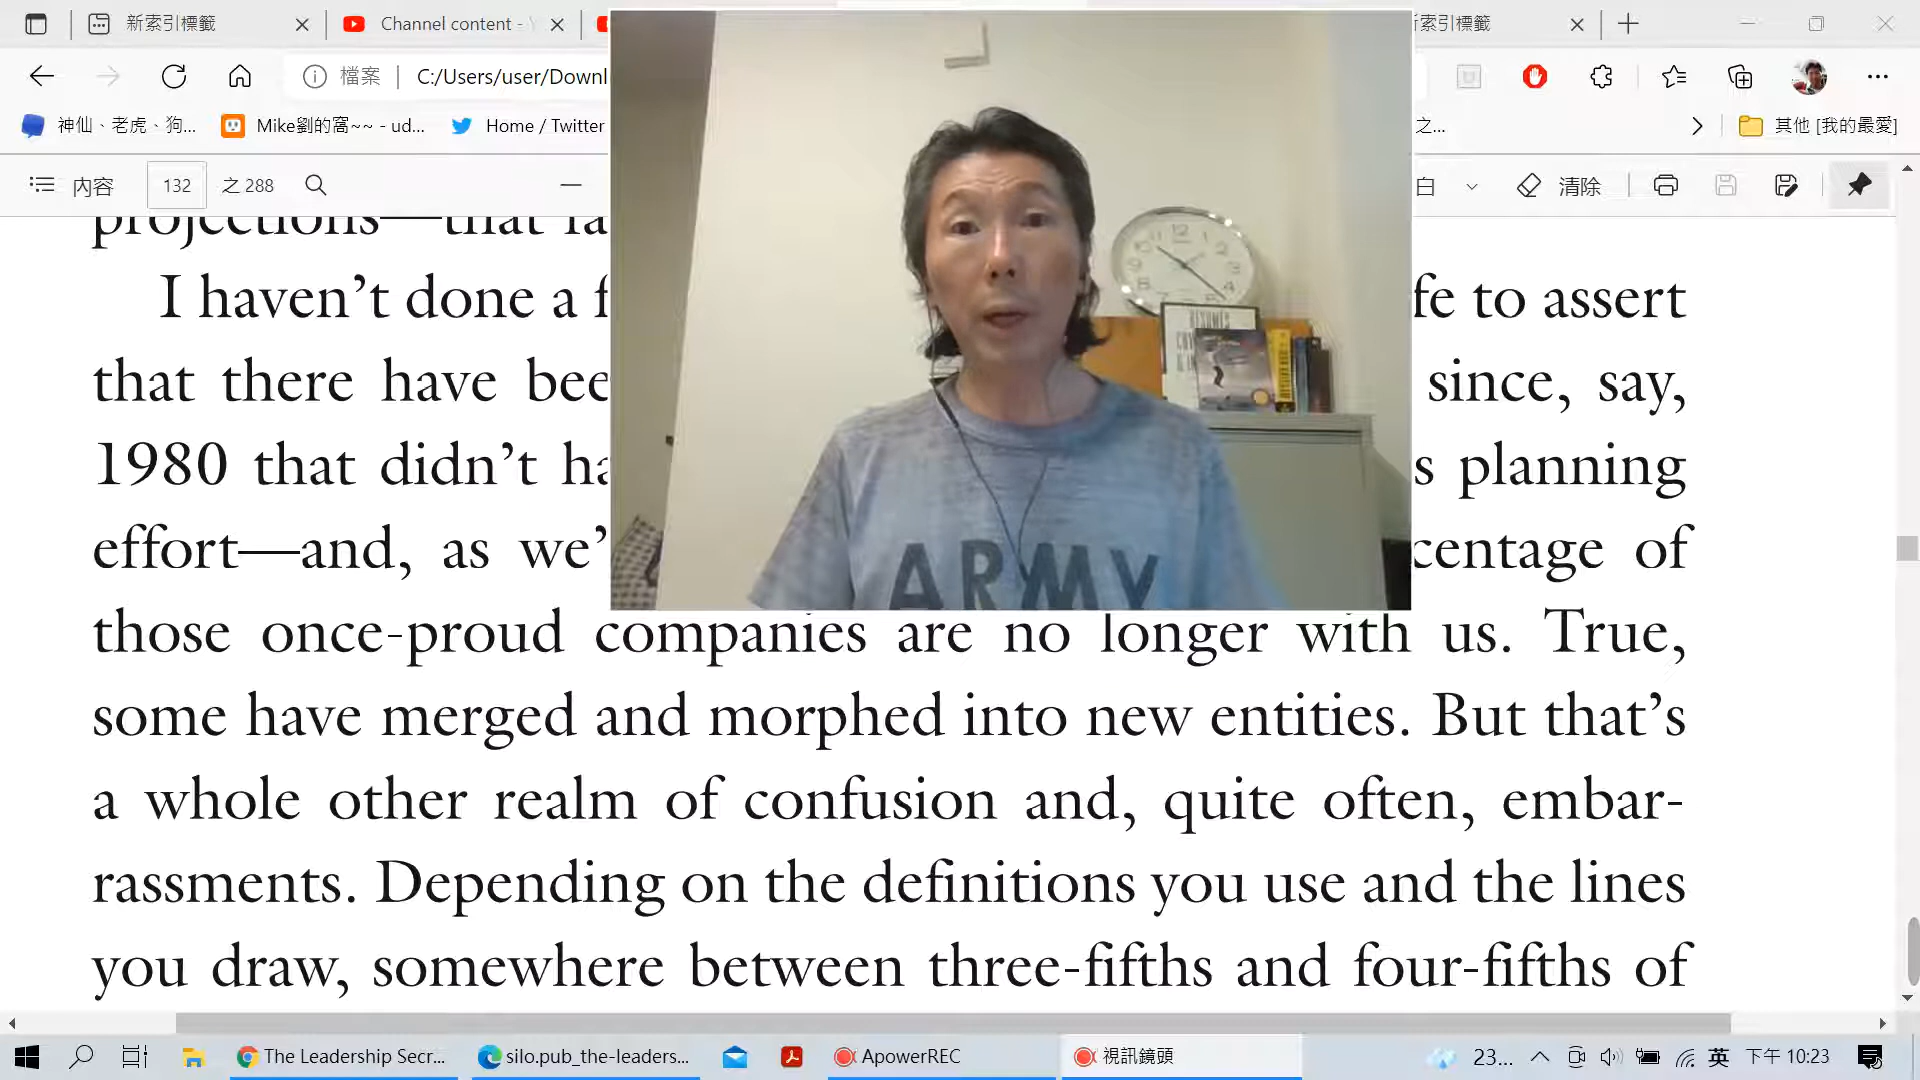 新索引標籤
Channel content -
索引標籤
檔案
C:/Users/user/Downl
神仙、老虎、狗...
Mike劉的窩~~ - ud...
Home / Twitter
之...
其他 [我的最愛]
內容
132
之 288
白
清除
projections—that fa
I haven't done a f
fe to assert
that there have bee
since, say,
1980 that didn't ha
s planning
effort—and, as we'
centage of
those once-proud companies are no longer with us. True,
some have merged and morphed into new entities. But that's
a whole other realm of confusion and, quite often, embar-
rassments. Depending on the definitions you use and the lines
you draw, somewhere between three-fifths and four-fifths of
ARMY
The Leadership Secr...
silo.pub_the-leaders...
ApowerREC
視訊鏡頭
23...
英
下午 10:23